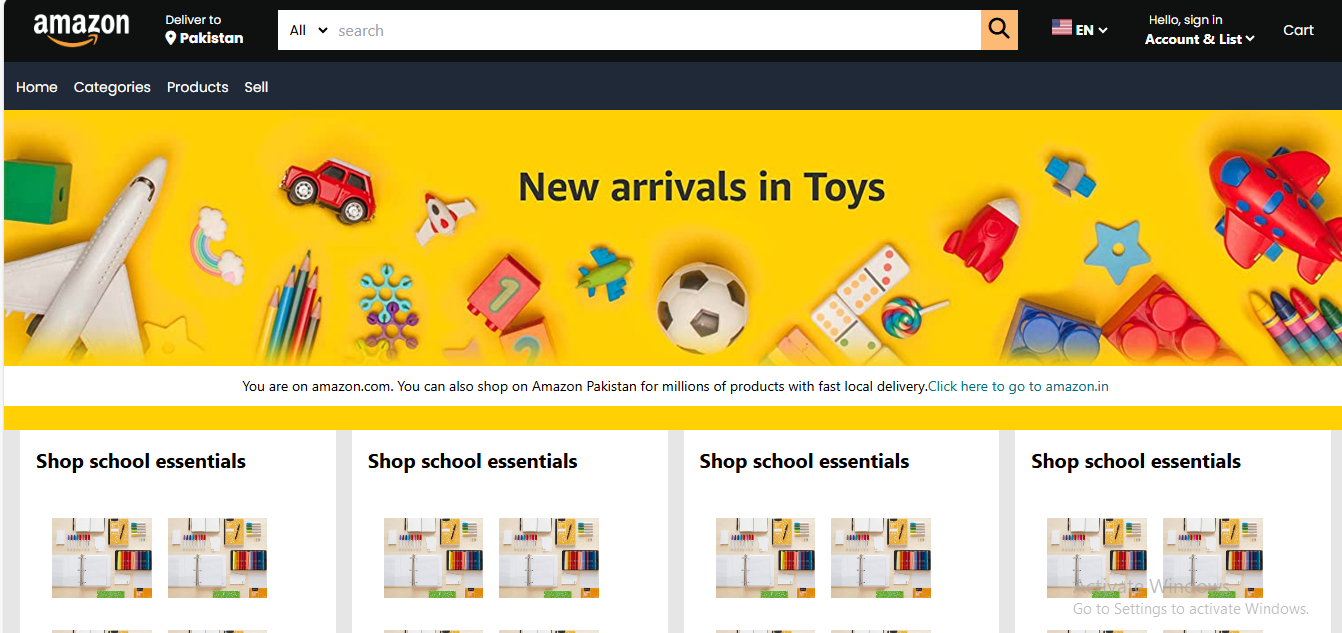 amazon
Deliver to
Pakistan
All
search
EN
Hello, sign in
Account & List
Cart
Home
Categories
Products
Sell
New arrivals in Toys
1
2
You are on amazon.com. You can also shop on Amazon Pakistan for millions of products with fast local delivery.Click here to go to amazon.in
Shop school essentials
Shop school essentials
Shop school essentials
Shop school essentials
Activate Windows
Go to Settings to activate Windows.